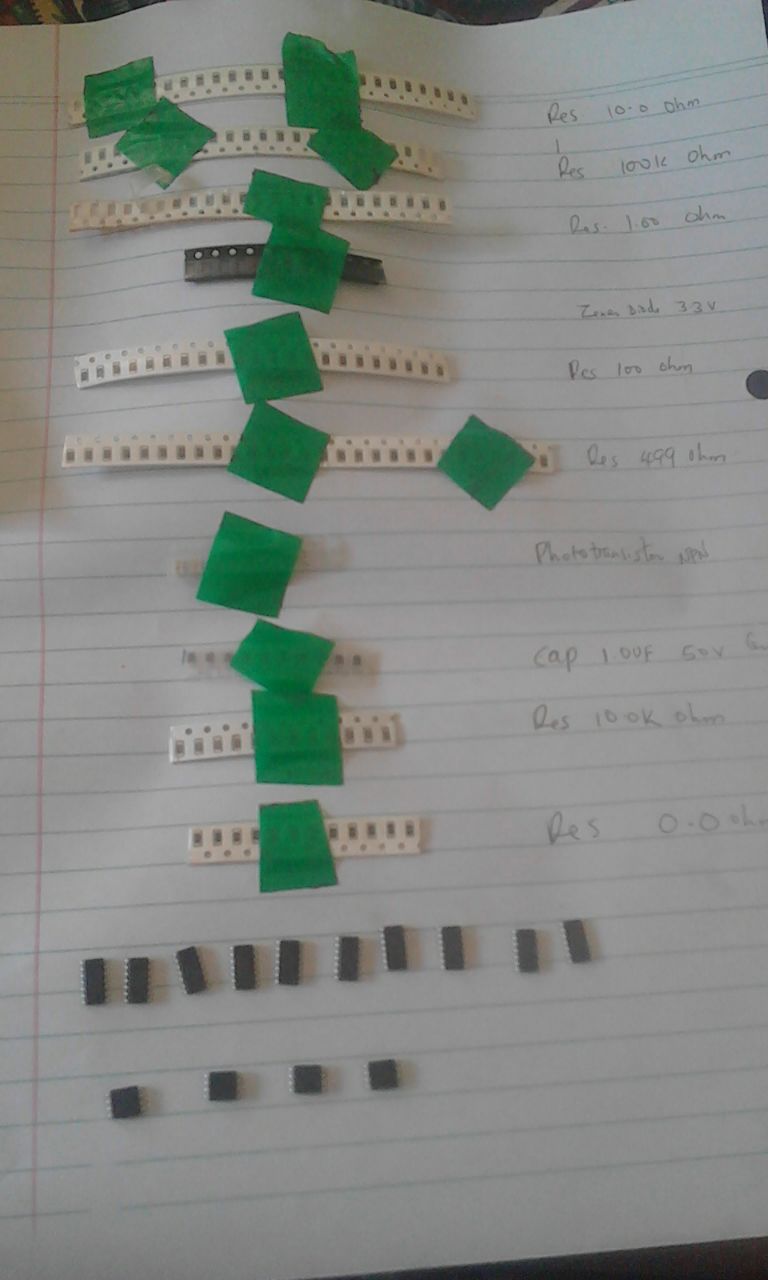 Res 10.0 ohm
Res 100K ohm
Res. 1.00 ohm
Zener Diode 3.3V
Res 100 ohm
Res 499 ohm
Phototransistor NPN
Cap 1.0UF 50V
Res 10.0K ohm
Res 0.0 ohm